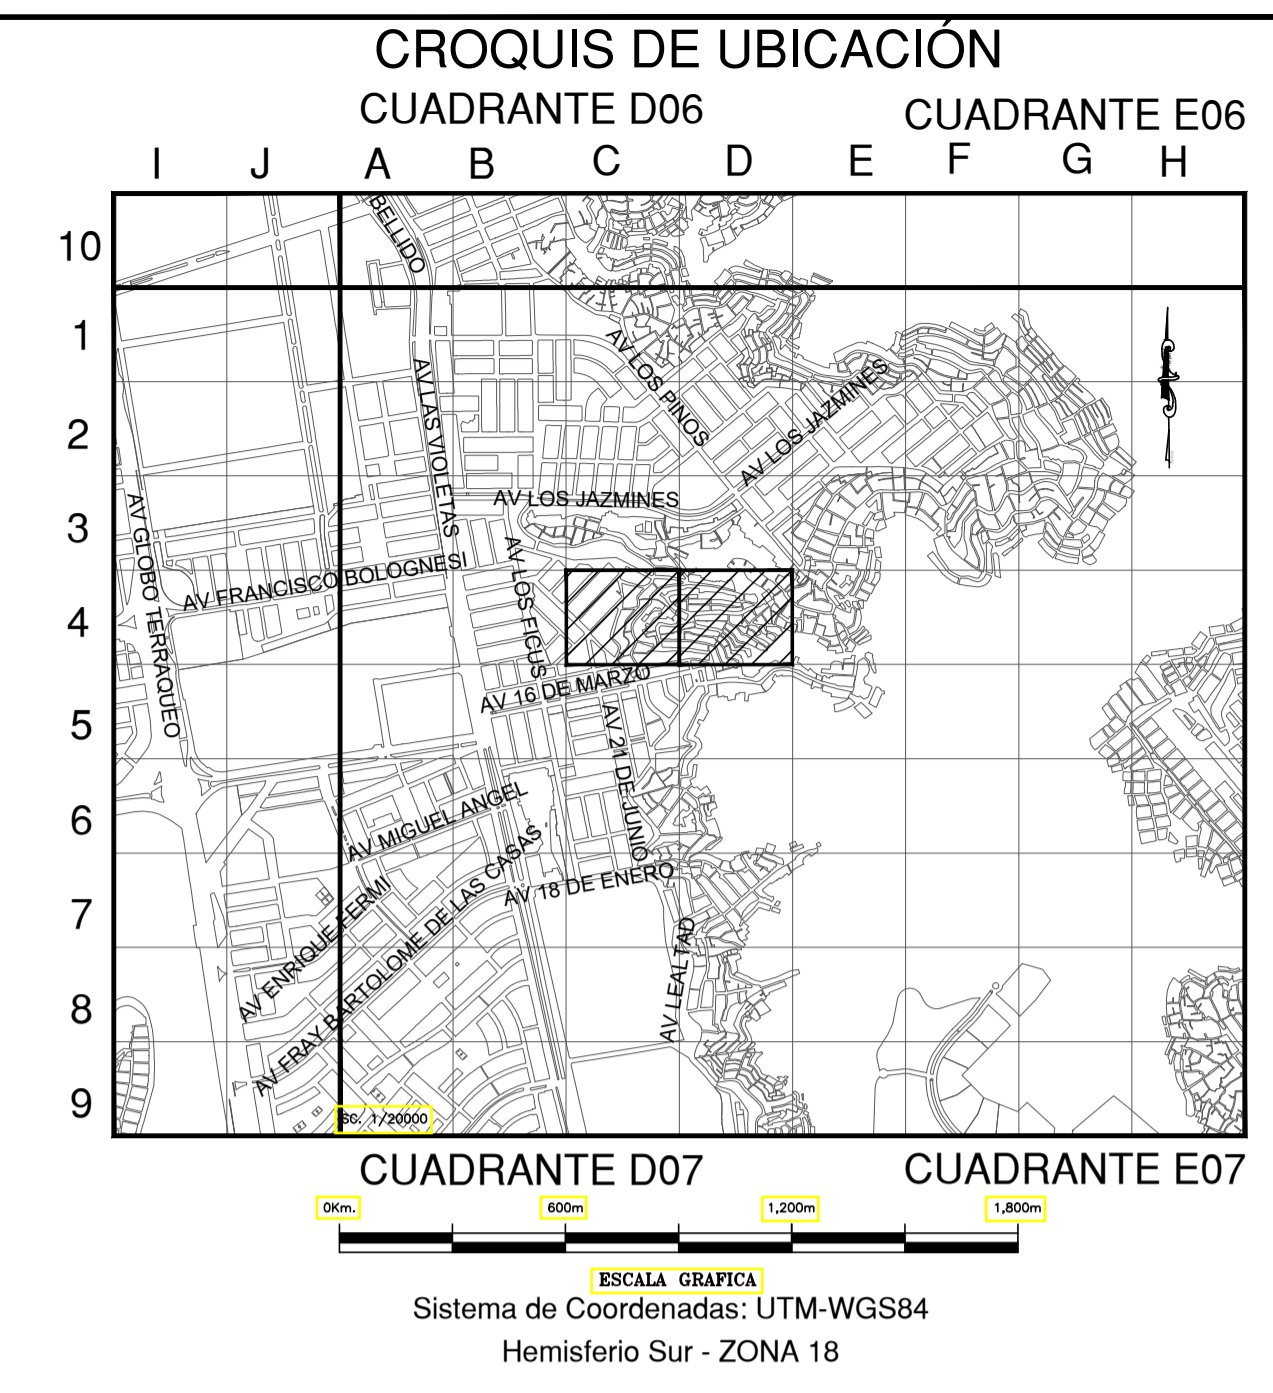 CROQUIS DE UBICACIÓN
CUADRANTE D06
CUADRANTE E06
I J A B C D E F G H
10
BELLIDO
1
AV LOS PINOS
AV LAS VIOLETAS
AV LOS JAZMINES
2
AV LOS JAZMINES
3
AV GLOBO TERRAQUEO
AV FRANCISCO BOLOGNESI
AV LOS FICUS
4
AV 16 DE MARZO
5
AV 21 DE JUNIO
6
AV MIGUEL ANGEL
AV 18 DE ENERO
7
AV ENRIQUE FERMI
AV FRAY BARTOLOME DE LAS CASAS
AV LEALTAD
8
9
SC. 1/20000
CUADRANTE D07
CUADRANTE E07
0Km. 600m 1,200m 1,800m
ESCALA GRAFICA
Sistema de Coordenadas: UTM-WGS84
Hemisferio Sur - ZONA 18